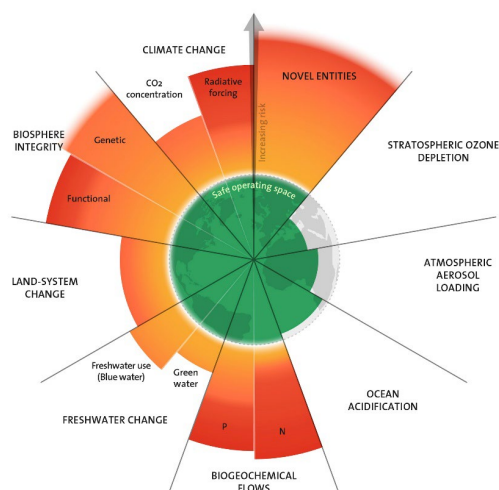 CLIMATE CHANGE
CO2
concentration
Radiative
forcing
Increasing risk
NOVEL ENTITIES
STRATOSPHERIC OZONE
DEPLETION
ATMOSPHERIC
AEROSOL
LOADING
OCEAN
ACIDIFICATION
BIOGEOCHEMICAL
FLOWS
P
N
FRESHWATER CHANGE
Freshwater use
(Blue water)
Green
water
LAND-SYSTEM
CHANGE
BIOSPHERE
INTEGRITY
Genetic
Functional
Safe operating space